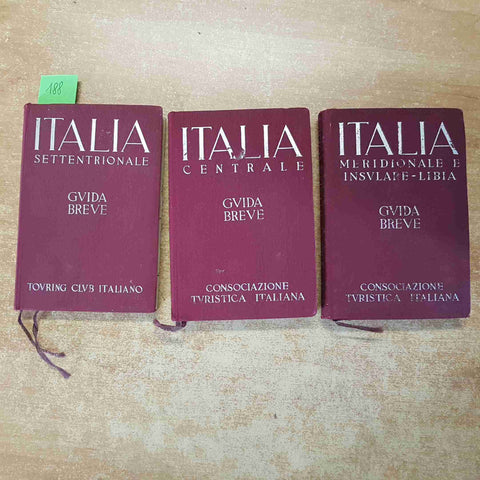 188
ITALIA
SETTENTRIONALE
GVIDA
BREVE
TOVRING CLVB ITALIANO
ITALIA
CENTRALE
GVIDA
BREVE
CONSOCIAZIONE
TVRISTICA ITALIANA
ITALIA
MERIDIONALE E
INSVLARE-LIBIA
GVIDA
BREVE
CONSOCIAZIONE
TVRISTICA ITALIANA